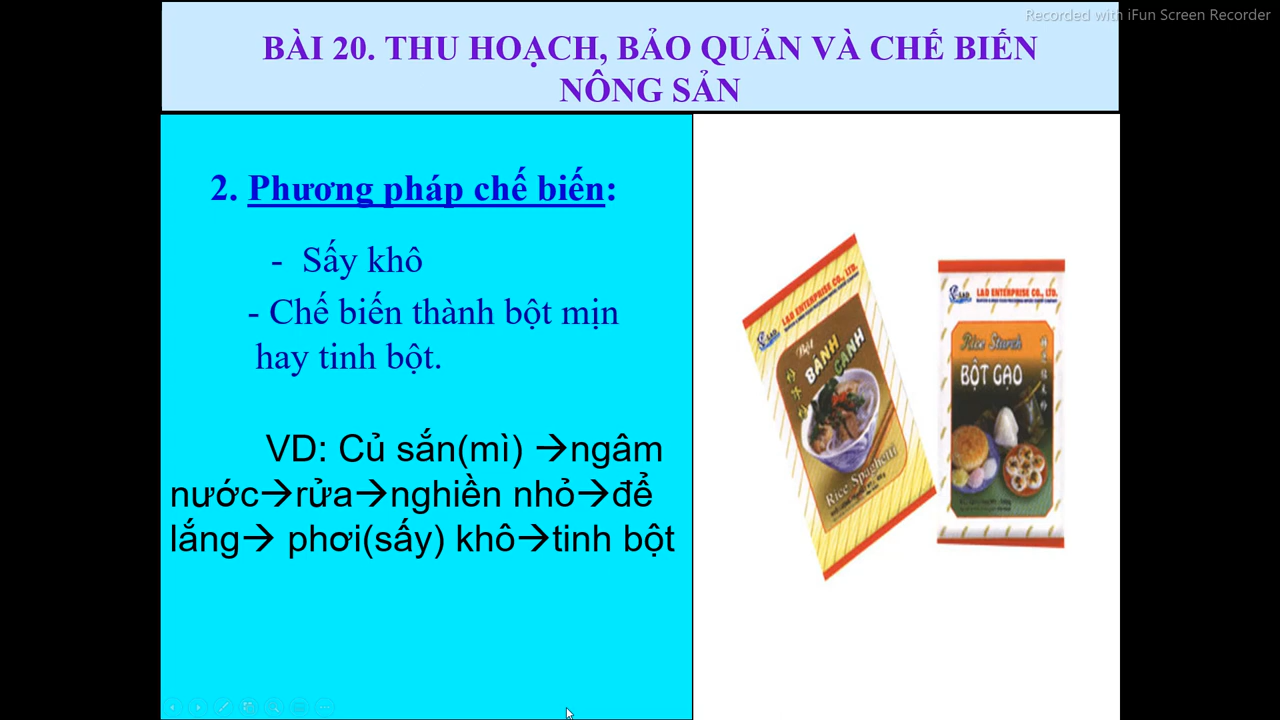 Recorded with iFun Screen Recorder
BÀI 20. THU HOẠCH, BẢO QUẢN VÀ CHẾ BIẾN
NÔNG SẢN
2. Phương pháp chế biến:
- Sấy khô
- Chế biến thành bột mịn
hay tinh bột.
VD: Củ sắn(mì) →ngâm
nước→rửa→nghiền nhỏ→để
lắng→ phơi(sấy) khô→tinh bột
L&D ENTERPRISE CO., LTD.
Bột
BÁNH
CANH
Rice Spaghetti
L&D ENTERPRISE CO., LTD.
Rice Starch
BỘT GẠO